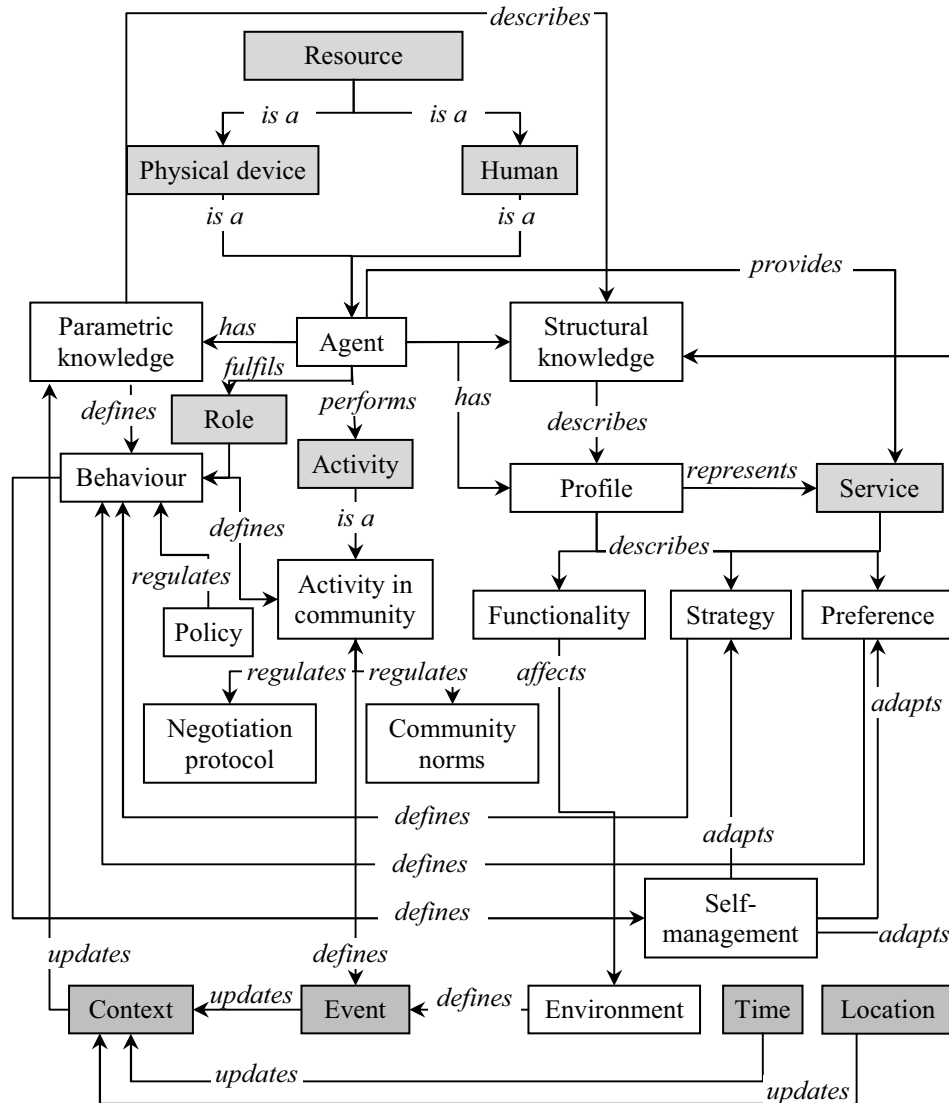 describes
Resource
is a
is a
Physical device
Human
is a
is a
provides
Parametric
knowledge
has
Agent
Structural
knowledge
fulfils
defines
Role
performs
has
describes
Behaviour
Activity
Profile
represents
Service
defines
is a
describes
regulates
Policy
Activity in
community
Functionality
Strategy
Preference
regulates
regulates
affects
adapts
Negotiation
protocol
Community
norms
defines
adapts
defines
defines
Self-
management
adapts
updates
defines
Context
updates
Event
defines
Environment
Time
Location
updates
updates